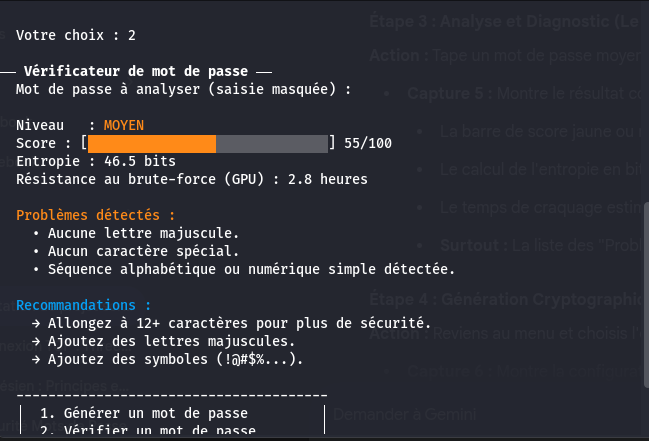 Étape 3 : Analyse et Diagnostic (Le
Votre choix : 2
Action : Tape un mot de passe moyen
Vérificateur de mot de passe
Capture 5 : Montre le résultat
Mot de passe à analyser (saisie masquée) :
Niveau : MOYEN
La barre de score jaune ou
Score : [ ] 55/100
Entropie : 46.5 bits
Le calcul de l'entropie en bit
Résistance au brute-force (GPU) : 2.8 heures
Le temps de craquage
Problèmes détectés :
• Aucune lettre majuscule.
• Aucun caractère spécial.
Surtout : La liste des
• Séquence alphabétique ou numérique simple détectée.
Recommandations :
Étape 4 : Génération
→ Allongez à 12+ caractères pour plus de sécurité.
Action : Reviens au menu et choisis
→ Ajoutez des lettres majuscules.
→ Ajoutez des symboles (!@#$%...).
---------------------------------------
1. Générer un mot de passe
Demander à Gemini
2. Vérifier un mot de passe